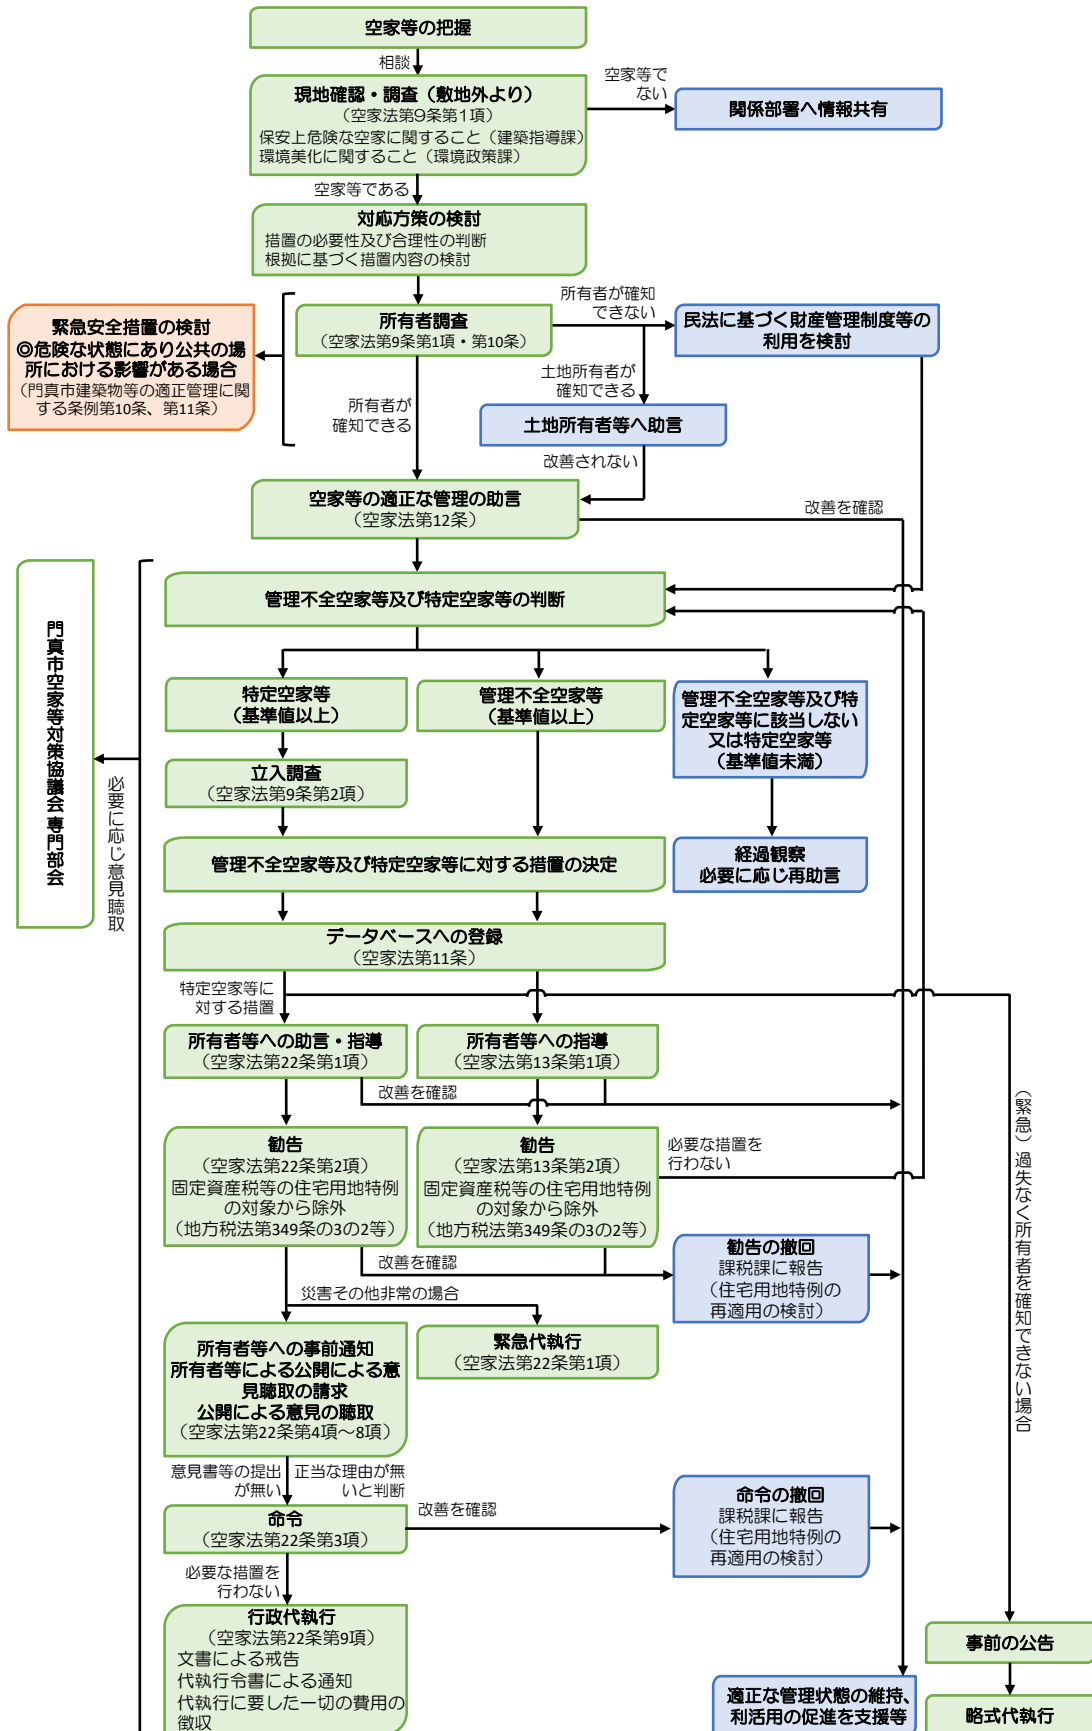 空家等の把握
相談
現地確認・調査（敷地外より）
（空家法第9条第1項）
保安上危険な空家に関すること（建築指導課）
環境美化に関すること（環境政策課）
空家等で
ない
関係部署へ情報共有
空家等である
対応方策の検討
措置の必要性及び合理性の判断
根拠に基づく措置内容の検討
緊急安全措置の検討
◎危険な状態にあり公共の場
所における影響がある場合
（門真市建築物等の適正管理に関
する条例第10条、第11条）
所有者調査
（空家法第9条第1項・第10条）
所有者が確知
できない
民法に基づく財産管理制度等の
利用を検討
土地所有者が
確知できる
土地所有者等へ助言
所有者が
確知できる
改善されない
空家等の適正な管理の助言
（空家法第12条）
改善を確認
門真市空家等対策協議会 専門部会
必要に応じ意見聴取
管理不全空家等及び特定空家等の判断
特定空家等
（基準値以上）
管理不全空家等
（基準値以上）
管理不全空家等及び特
定空家等に該当しない
又は特定空家等
（基準値未満）
立入調査
（空家法第9条第2項）
管理不全空家等及び特定空家等に対する措置の決定
経過観察
必要に応じ再助言
データベースへの登録
（空家法第11条）
特定空家等に
対する措置
所有者等への助言・指導
（空家法第22条第1項）
所有者等への指導
（空家法第13条第1項）
改善を確認
勧告
（空家法第22条第2項）
固定資産税等の住宅用地特例
の対象から除外
（地方税法第349条の3の2等）
勧告
（空家法第13条第2項）
固定資産税等の住宅用地特例
の対象から除外
（地方税法第349条の3の2等）
必要な措置を
行わない
（緊急）過失なく所有者を確知できない場合
改善を確認
勧告の撤回
課税課に報告
（住宅用地特例の
再適用の検討）
災害その他非常の場合
緊急代執行
（空家法第22条第1項）
所有者等への事前通知
所有者等による公開による意
見聴取の請求
公開による意見の聴取
（空家法第22条第4項～8項）
意見書等の提出
が無い
正当な理由が無
いと判断
命令
（空家法第22条第3項）
改善を確認
命令の撤回
課税課に報告
（住宅用地特例の
再適用の検討）
必要な措置を
行わない
行政代執行
（空家法第22条第9項）
文書による戒告
代執行令書による通知
代執行に要した一切の費用の
徴収
適正な管理状態の維持、
利活用の促進を支援等
事前の公告
略式代執行